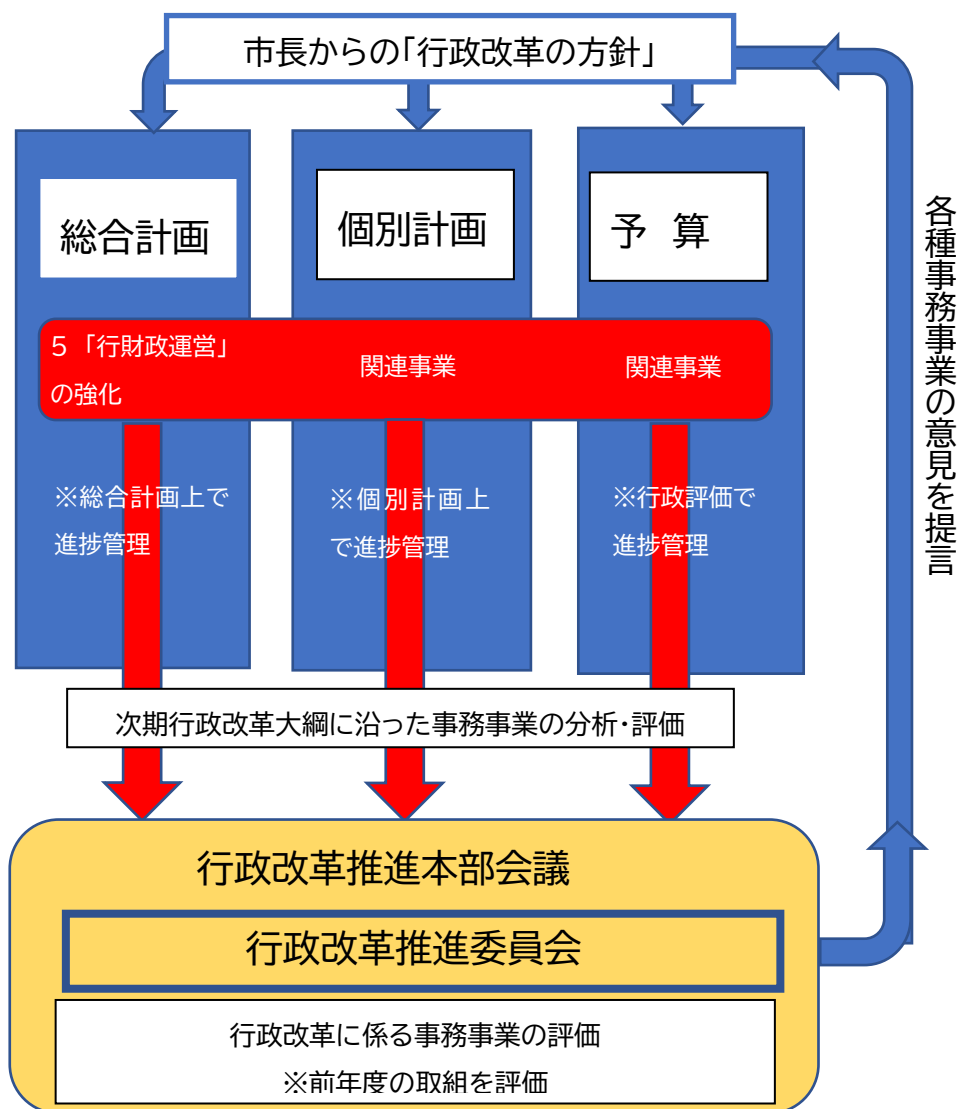 市長からの「行政改革の方針」
総合計画
個別計画
予 算
5「行財政運営」
の強化
関連事業
関連事業
※総合計画上で
進捗管理
※個別計画上
で進捗管理
※行政評価で
進捗管理
次期行政改革大綱に沿った事務事業の分析・評価
行政改革推進本部会議
行政改革推進委員会
行政改革に係る事務事業の評価
※前年度の取組を評価
各種事務事業の意見を提言